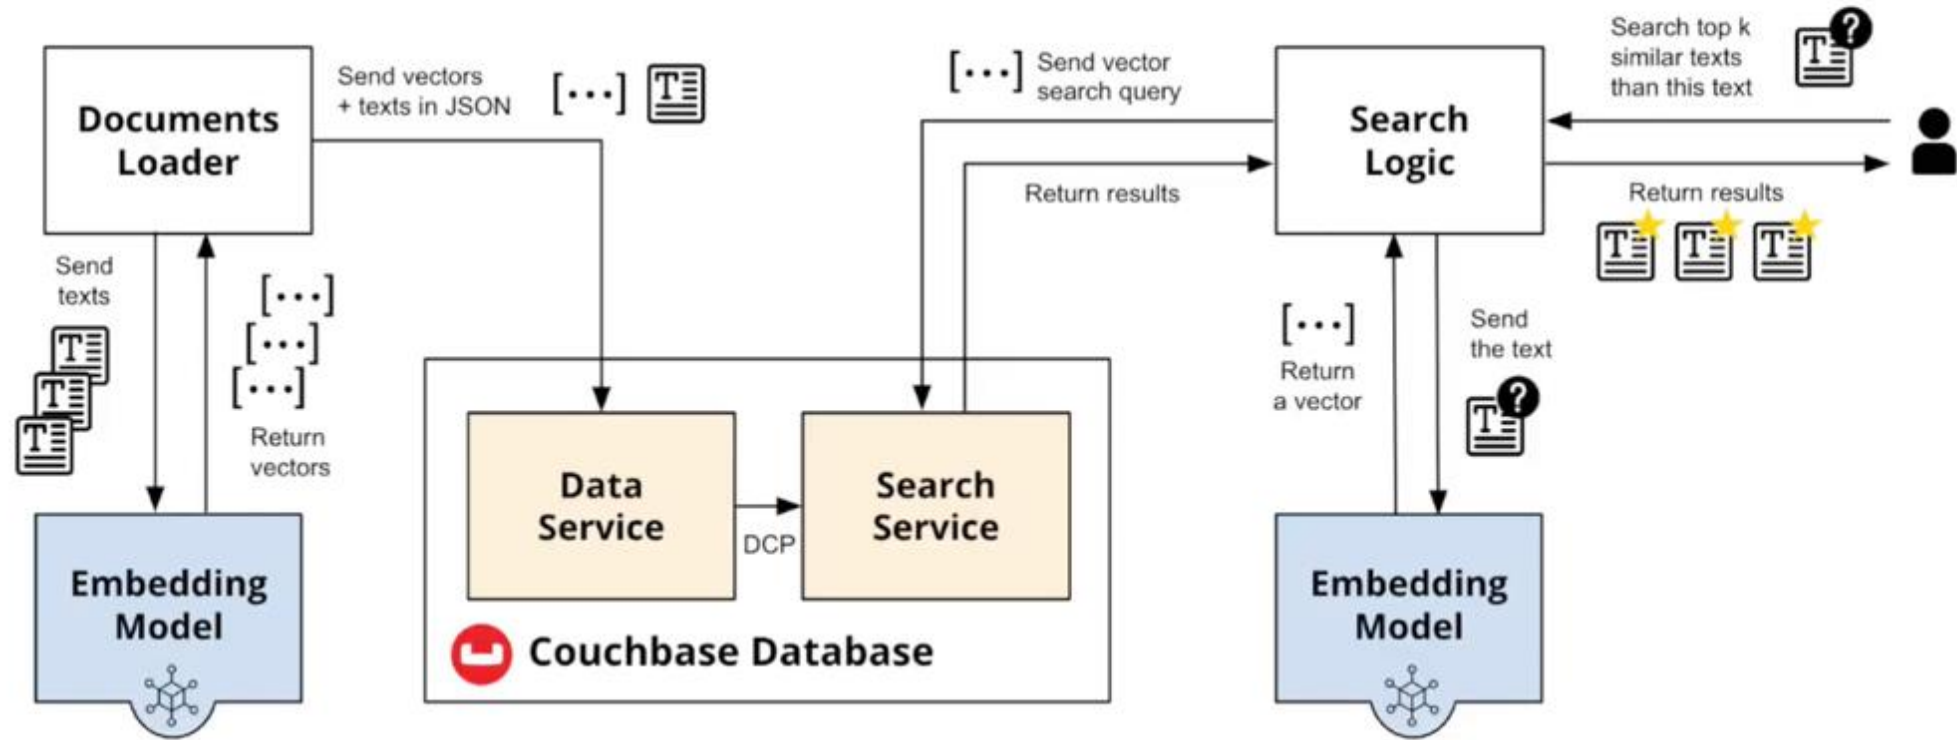 Documents
Loader
Send vectors
+ texts in JSON
[···]
T
[···] Send vector
search query
Search
Logic
Search top k
similar texts
than this text
T
?
Return results
Return results
T
T
T
Send
texts
[···]
[···]
[···]
T
T
T
Return
vectors
[···]
Return
a vector
Send
the text
T
?
Data
Service
DCP
Search
Service
Embedding
Model
Couchbase Database
Embedding
Model